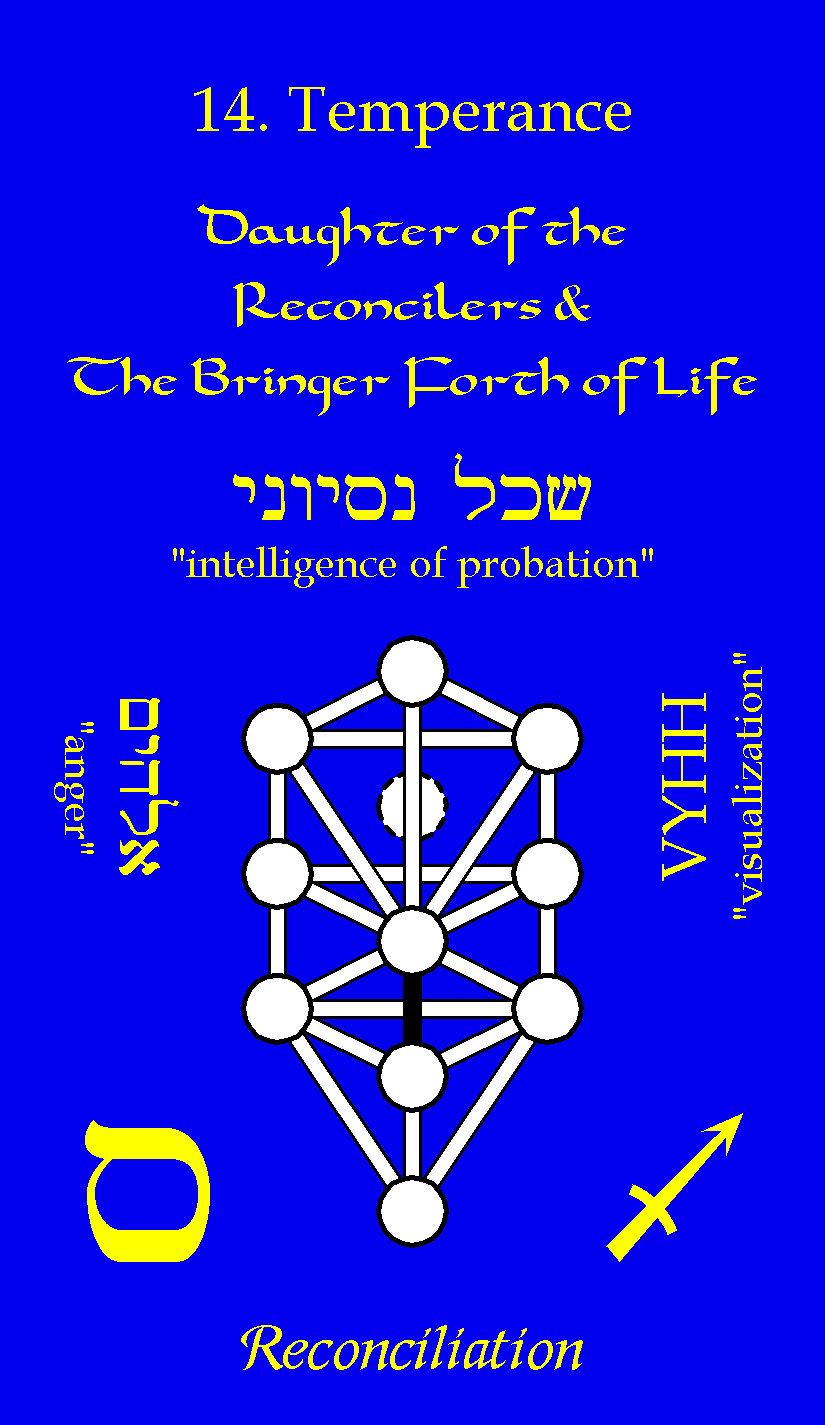 14. Temperance
Daughter of the
Reconcilers &
The Bringer Forth of Life
שכל נסיוני
"intelligence of probation"
אלהים
"anger"
VYHH
"visualization"
ס
♐
Reconciliation